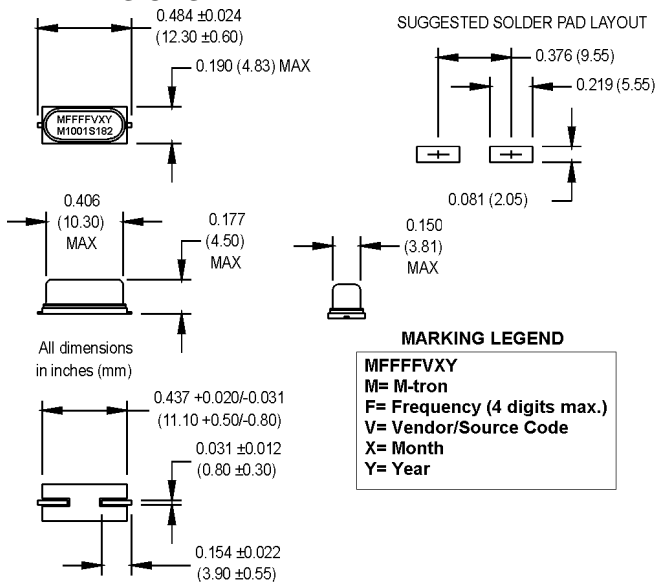 0.484 ±0.024
(12.30 ±0.60)
SUGGESTED SOLDER PAD LAYOUT
0.376 (9.55)
0.190 (4.83) MAX
0.219 (5.55)
MFFFFVXY
M1001S182
0.081 (2.05)
0.406
(10.30)
MAX
0.177
(4.50)
MAX
0.150
(3.81)
MAX
All dimensions
in inches (mm)
MARKING LEGEND
MFFFFVXY
M= M-tron
F= Frequency (4 digits max.)
V= Vendor/Source Code
X= Month
Y= Year
0.437 +0.020/-0.031
(11.10 +0.50/-0.80)
0.031 ±0.012
(0.80 ±0.30)
0.154 ±0.022
(3.90 ±0.55)